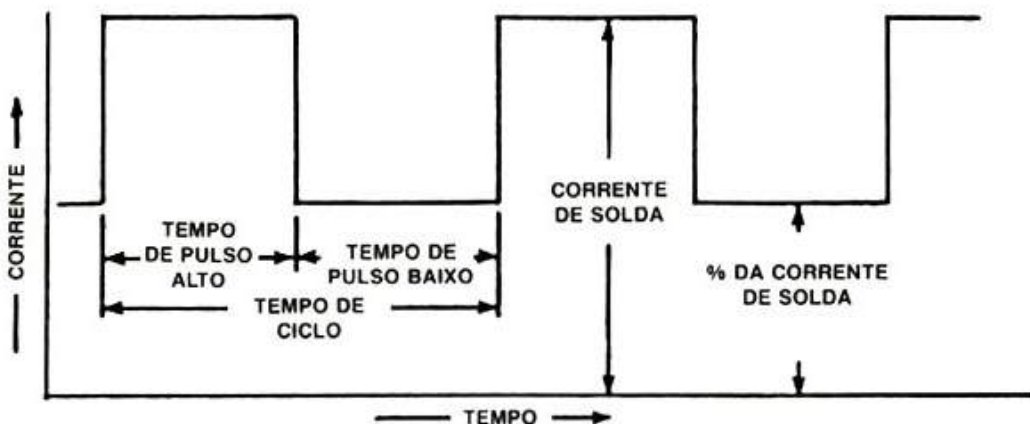 CORRENTE
TEMPO
DE PULSO
ALTO
TEMPO DE
PULSO BAIXO
TEMPO DE
CICLO
CORRENTE
DE SOLDA
% DA CORRENTE
DE SOLDA
TEMPO